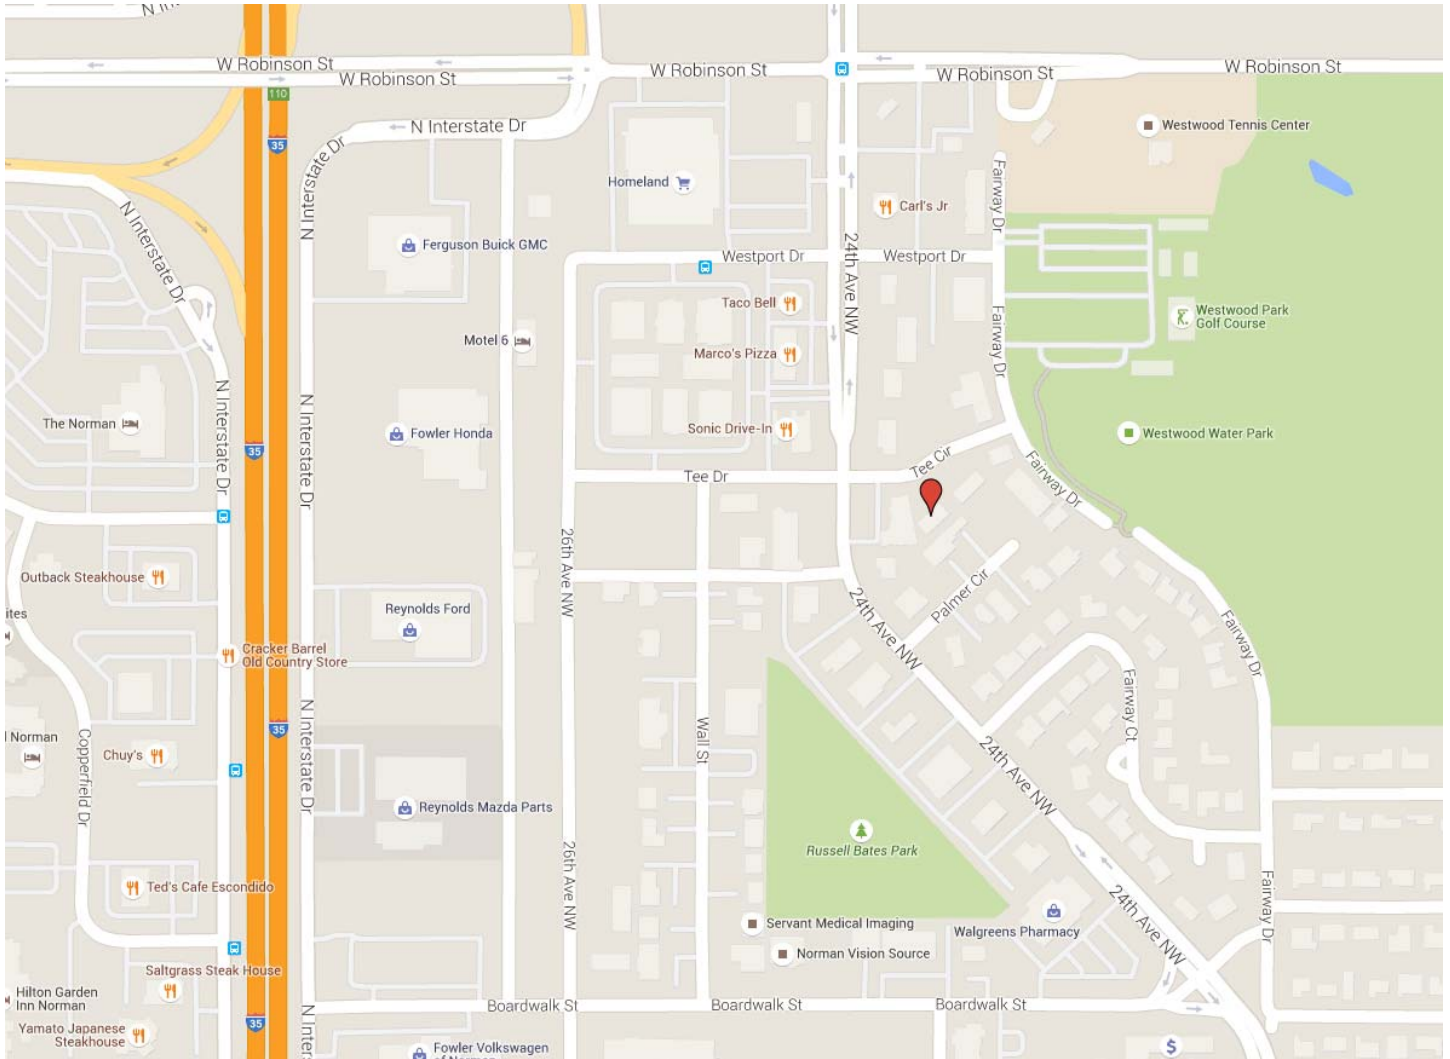 N Int
W Robinson St
W Robinson St
W Robinson St
W Robinson St
W Robinson St
110
35
N Interstate Dr
N Interstate Dr
Westwood Tennis Center
Fairway Dr
Homeland
Carl's Jr
N Interstate Dr
Ferguson Buick GMC
24th Ave NW
Westport Dr
Westport Dr
Taco Bell
Westwood Park
Golf Course
Fairway Dr
Motel 6
Marco's Pizza
N Interstate Dr
N Interstate Dr
The Norman
Fowler Honda
Sonic Drive-In
Westwood Water Park
35
Tee Dr
Tee Cir
Fairway Dr
26th Ave NW
Outback Steakhouse
Palmer Cir
Reynolds Ford
24th Ave NW
ites
Cracker Barrel
Old Country Store
Fairway Dr
Fairway Ct
N Interstate Dr
35
Wall St
l Norman
Chuy's
Copperfield Dr
24th Ave NW
Reynolds Mazda Parts
Russell Bates Park
26th Ave NW
Ted's Cafe Escondido
24th Ave NW
Fairway Dr
Servant Medical Imaging
Walgreens Pharmacy
Norman Vision Source
Saltgrass Steak House
Hilton Garden
Inn Norman
Boardwalk St
Boardwalk St
Boardwalk St
N Inter
35
Yamato Japanese
Steakhouse
Fowler Volkswagen
of Norman
$